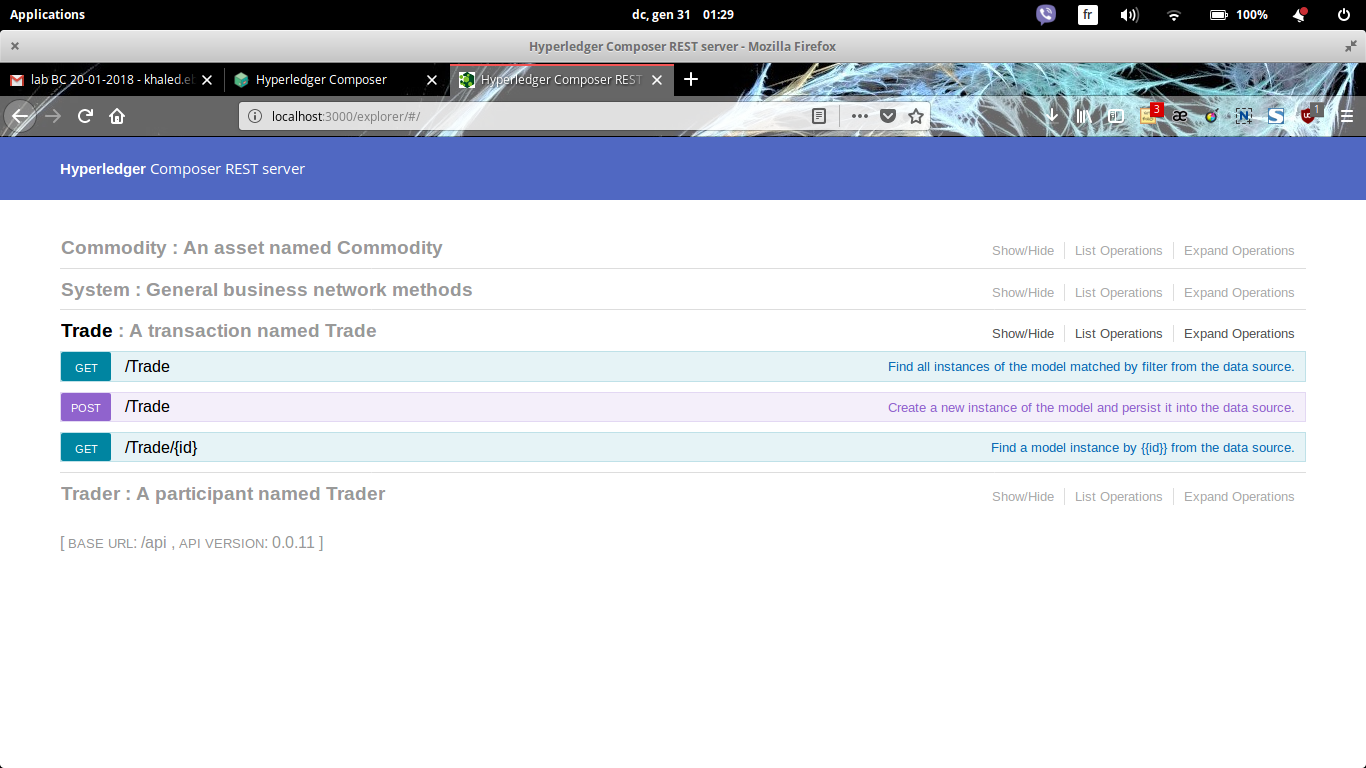 Applications dc, gen 31 01:29 fr 100%
Hyperledger Composer REST server - Mozilla Firefox
lab BC 20-01-2018 - khaled.el Hyperledger Composer Hyperledger Composer REST
localhost:3000/explorer/#/ 3 æ N S 1
Hyperledger Composer REST server
Commodity : An asset named Commodity Show/Hide List Operations Expand Operations
System : General business network methods Show/Hide List Operations Expand Operations
Trade : A transaction named Trade Show/Hide List Operations Expand Operations
GET /Trade Find all instances of the model matched by filter from the data source.
POST /Trade Create a new instance of the model and persist it into the data source.
GET /Trade/{id} Find a model instance by {{id}} from the data source.
Trader : A participant named Trader Show/Hide List Operations Expand Operations
[ BASE URL: /api , API VERSION: 0.0.11 ]